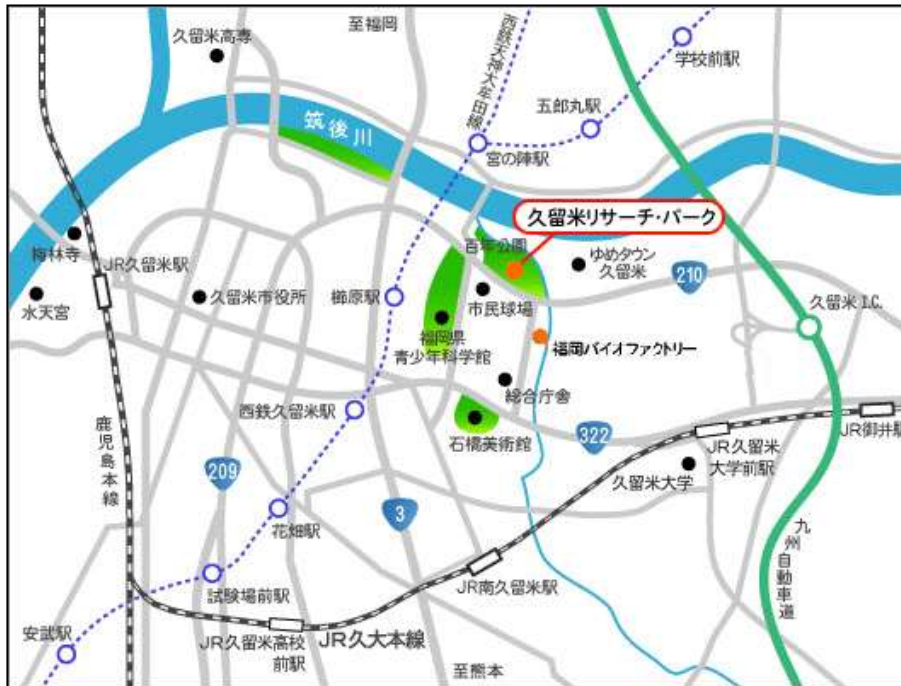 久留米高専
至福岡
西鉄天神大牟田線
学校前駅
五郎丸駅
筑後川
宮の陣駅
久留米リサーチ・パーク
梅林寺
JR久留米駅
百年公園
ゆめタウン
久留米
210
水天宮
久留米市役所
櫛原駅
市民球場
久留米 I.C.
福岡県
青少年科学館
福岡バイオファクトリー
総合庁舎
西鉄久留米駅
石橋美術館
322
JR御井駅
鹿児島本線
209
JR久留米
大学前駅
久留米大学
3
花畑駅
九州自動車道
試験場前駅
JR南久留米駅
安武駅
JR久留米高校
前駅
JR久大本線
至熊本